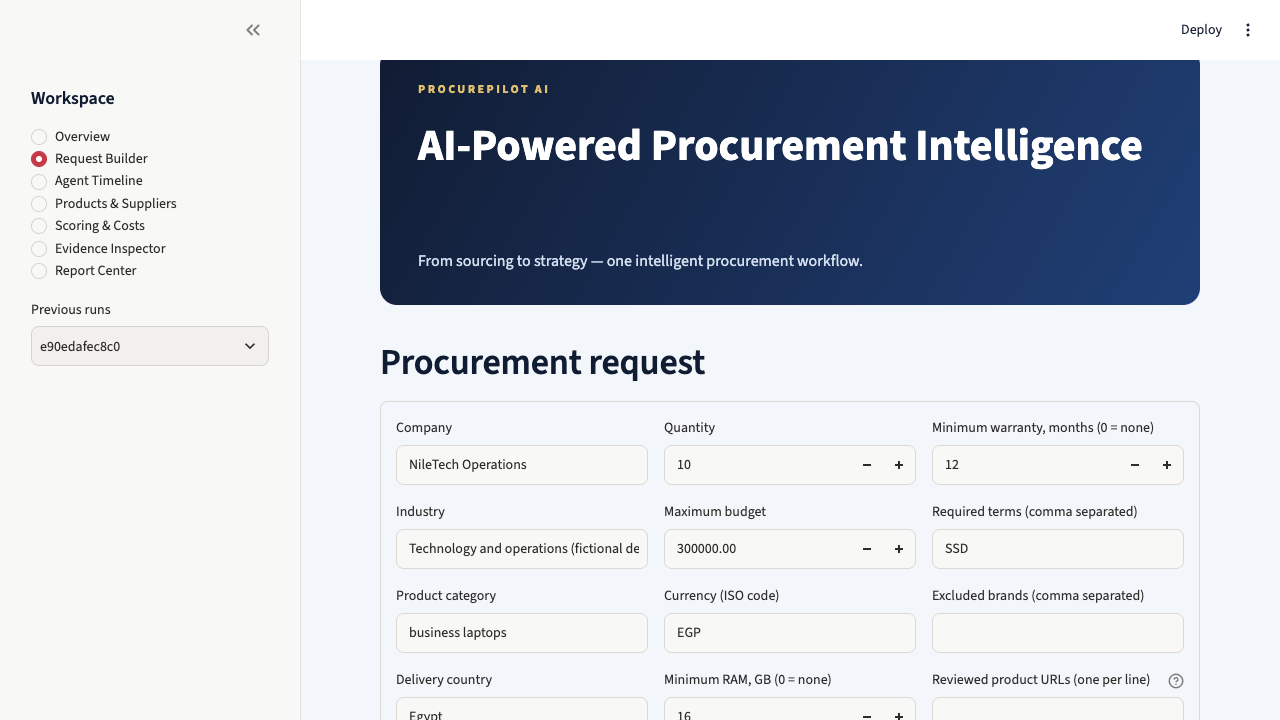 Deploy
Workspace
Overview
Request Builder
Agent Timeline
Products & Suppliers
Scoring & Costs
Evidence Inspector
Report Center
Previous runs
e90edafec8c0
PROCUREPILOT AI
AI-Powered Procurement Intelligence
From sourcing to strategy — one intelligent procurement workflow.
Procurement request
Company
NileTech Operations
Quantity
10
Minimum warranty, months (0 = none)
12
Industry
Technology and operations (fictional de
Maximum budget
300000.00
Required terms (comma separated)
SSD
Product category
business laptops
Currency (ISO code)
EGP
Excluded brands (comma separated)
Delivery country
Egypt
Minimum RAM, GB (0 = none)
16
Reviewed product URLs (one per line)